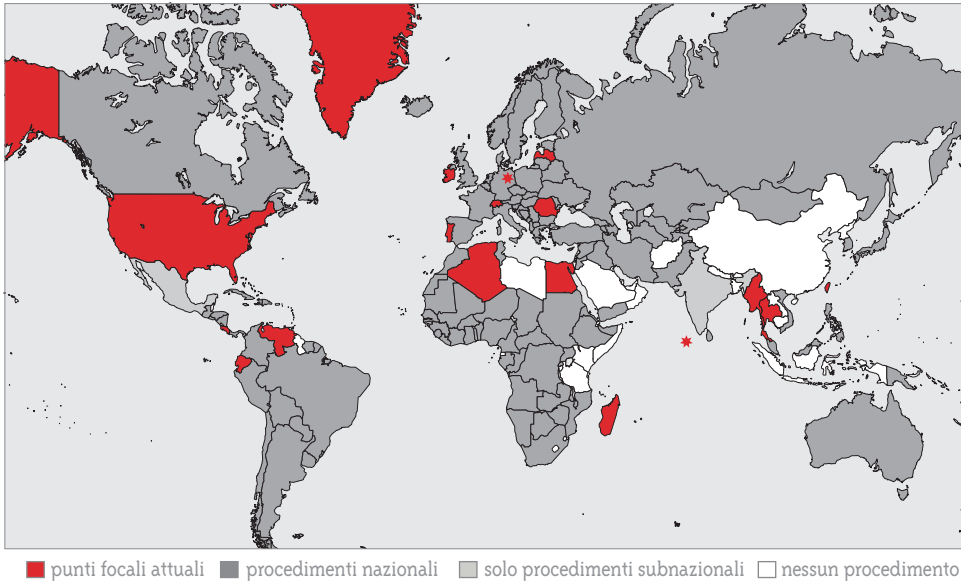 punti focali attuali procedimenti nazionali solo procedimenti subnazionali nessun procedimento